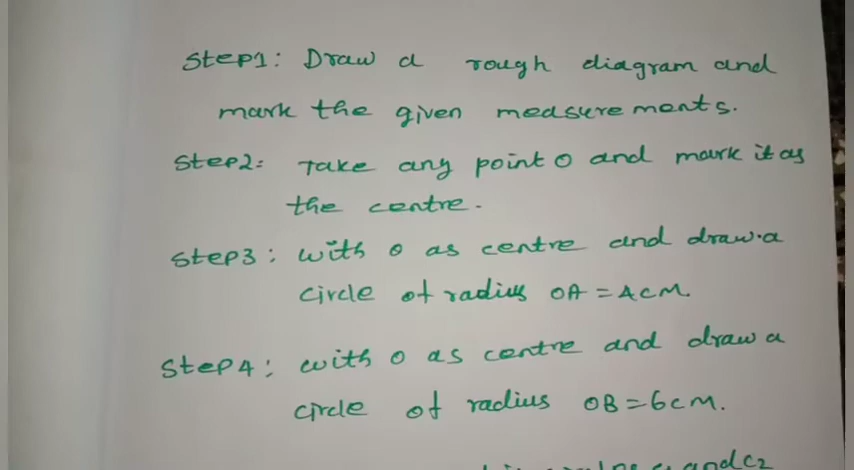 Step1: Draw a rough diagram and
mark the given measurements.
Step2: Take any point O and mark it as
the centre.
Step3: with O as centre and draw a
circle of radius OA = 4cm.
Step4: with O as centre and draw a
circle of radius OB = 6cm.
and C2